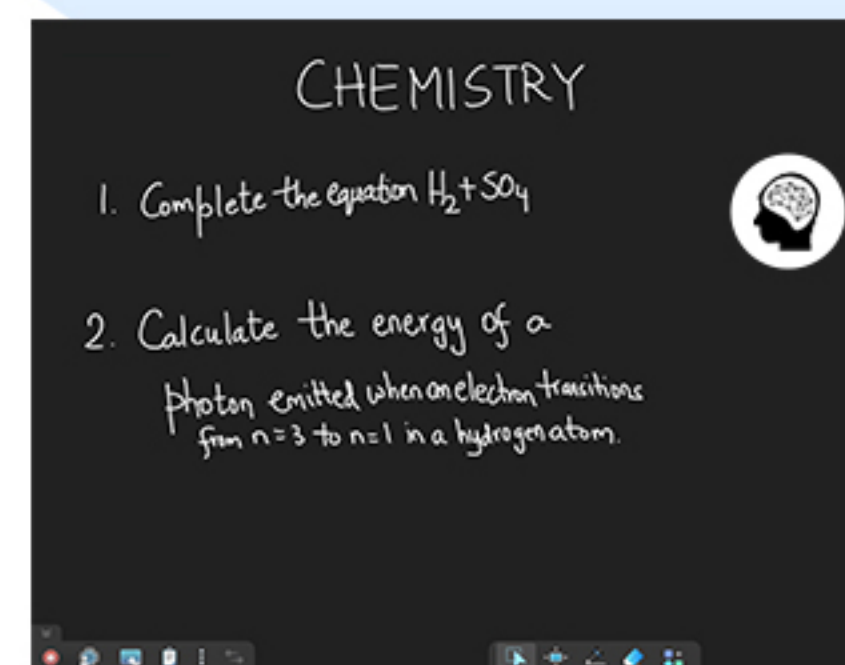 CHEMISTRY
1. Complete the equation H₂+SO₄
2. Calculate the energy of a
photon emitted when an electron transitions
from n=3 to n=1 in a hydrogen atom.